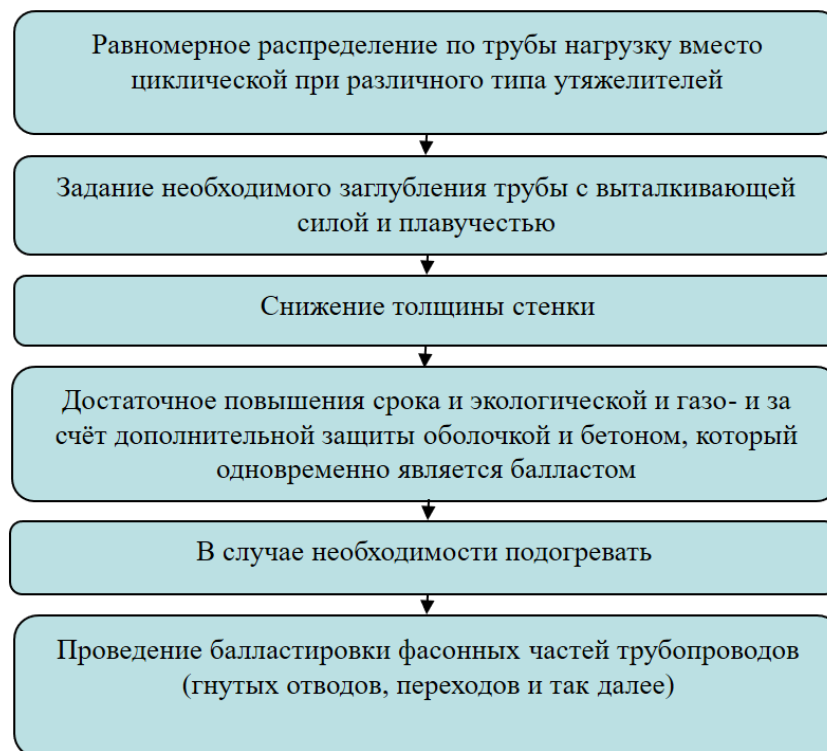 Равномерное распределение по трубы нагрузку вместо
циклической при различного типа утяжелителей
Задание необходимого заглубления трубы с выталкивающей
силой и плавучестью
Снижение толщины стенки
Достаточное повышения срока и экологической и газо- и за
счёт дополнительной защиты оболочкой и бетоном, который
одновременно является балластом
В случае необходимости подогревать
Проведение балластировки фасонных частей трубопроводов
(гнутых отводов, переходов и так далее)